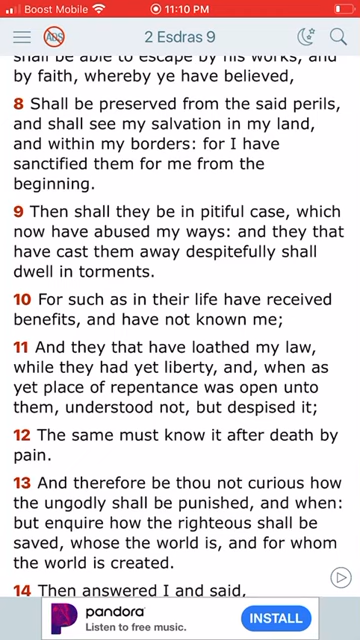 Boost Mobile 11:10 PM
ADS 2 Esdras 9
shall be able to escape by his works, and
by faith, whereby ye have believed,
8 Shall be preserved from the said perils,
and shall see my salvation in my land,
and within my borders: for I have
sanctified them for me from the
beginning.
9 Then shall they be in pitiful case, which
now have abused my ways: and they that
have cast them away despitefully shall
dwell in torments.
10 For such as in their life have received
benefits, and have not known me;
11 And they that have loathed my law,
while they had yet liberty, and, when as
yet place of repentance was open unto
them, understood not, but despised it;
12 The same must know it after death by
pain.
13 And therefore be thou not curious how
the ungodly shall be punished, and when:
but enquire how the righteous shall be
saved, whose the world is, and for whom
the world is created.
14 Then answered I and said,
pandora
Listen to free music.
INSTALL